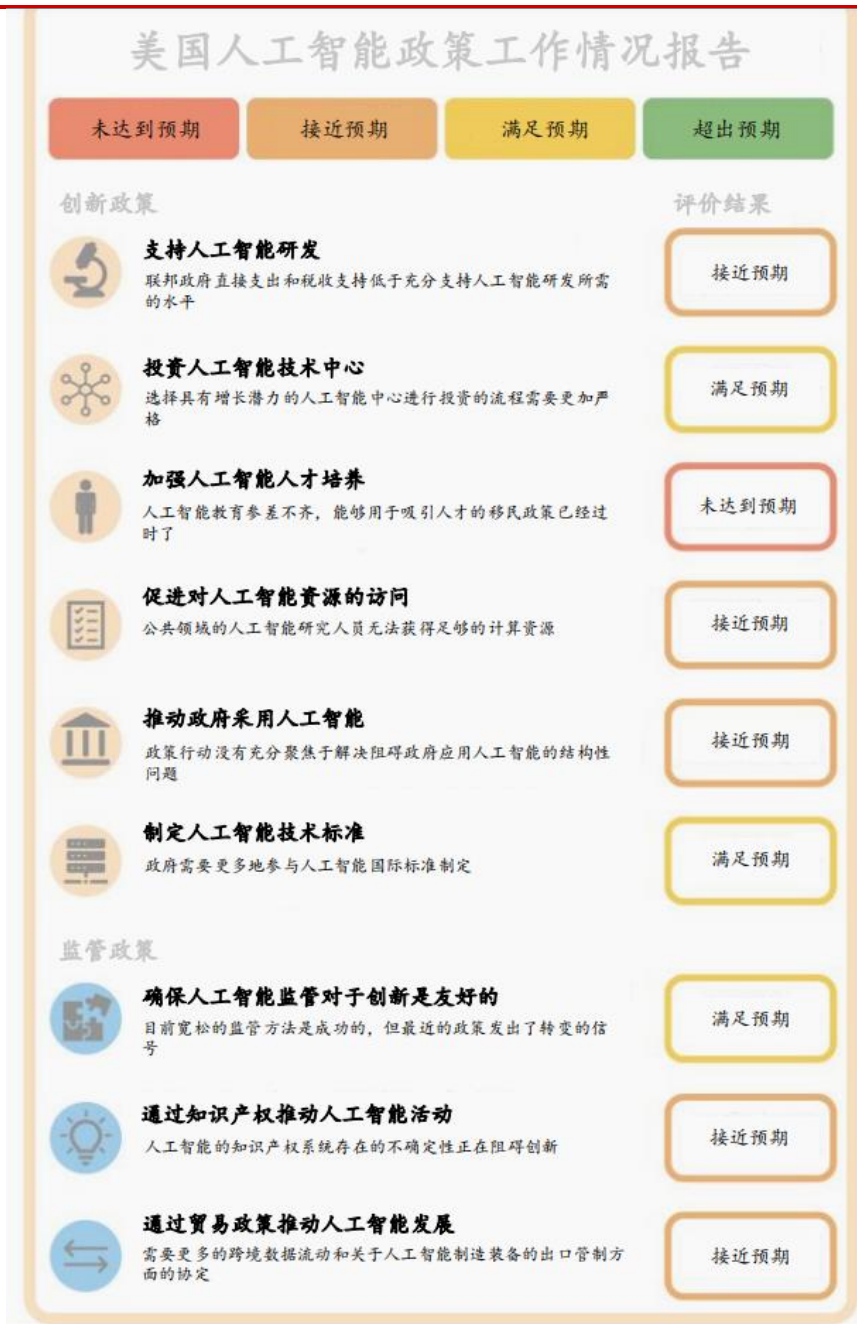 美国人工智能政策工作情况报告
未达到预期 接近预期 满足预期 超出预期
创新政策 评价结果
支持人工智能研发
联邦政府直接支出和税收支持低于充分支持人工智能研发所需
的水平
接近预期
投资人工智能技术中心
选择具有增长潜力的人工智能中心进行投资的流程需要更加严
格
满足预期
加强人工智能人才培养
人工智能教育参差不齐，能够用于吸引人才的移民政策已经过
时了
未达到预期
促进对人工智能资源的访问
公共领域的人工智能研究人员无法获得足够的计算资源
接近预期
推动政府采用人工智能
政策行动没有充分聚焦于解决阻碍政府应用人工智能的结构性
问题
接近预期
制定人工智能技术标准
政府需要更多地参与人工智能国际标准制定
满足预期
监管政策
确保人工智能监管对于创新是友好的
目前宽松的监管方法是成功的，但最近的政策发出了转变的信
号
满足预期
通过知识产权推动人工智能活动
人工智能的知识产权系统存在的不确定性正在阻碍创新
接近预期
通过贸易政策推动人工智能发展
需要更多的跨境数据流动和关于人工智能制造装备的出口管制方
面的协定
接近预期